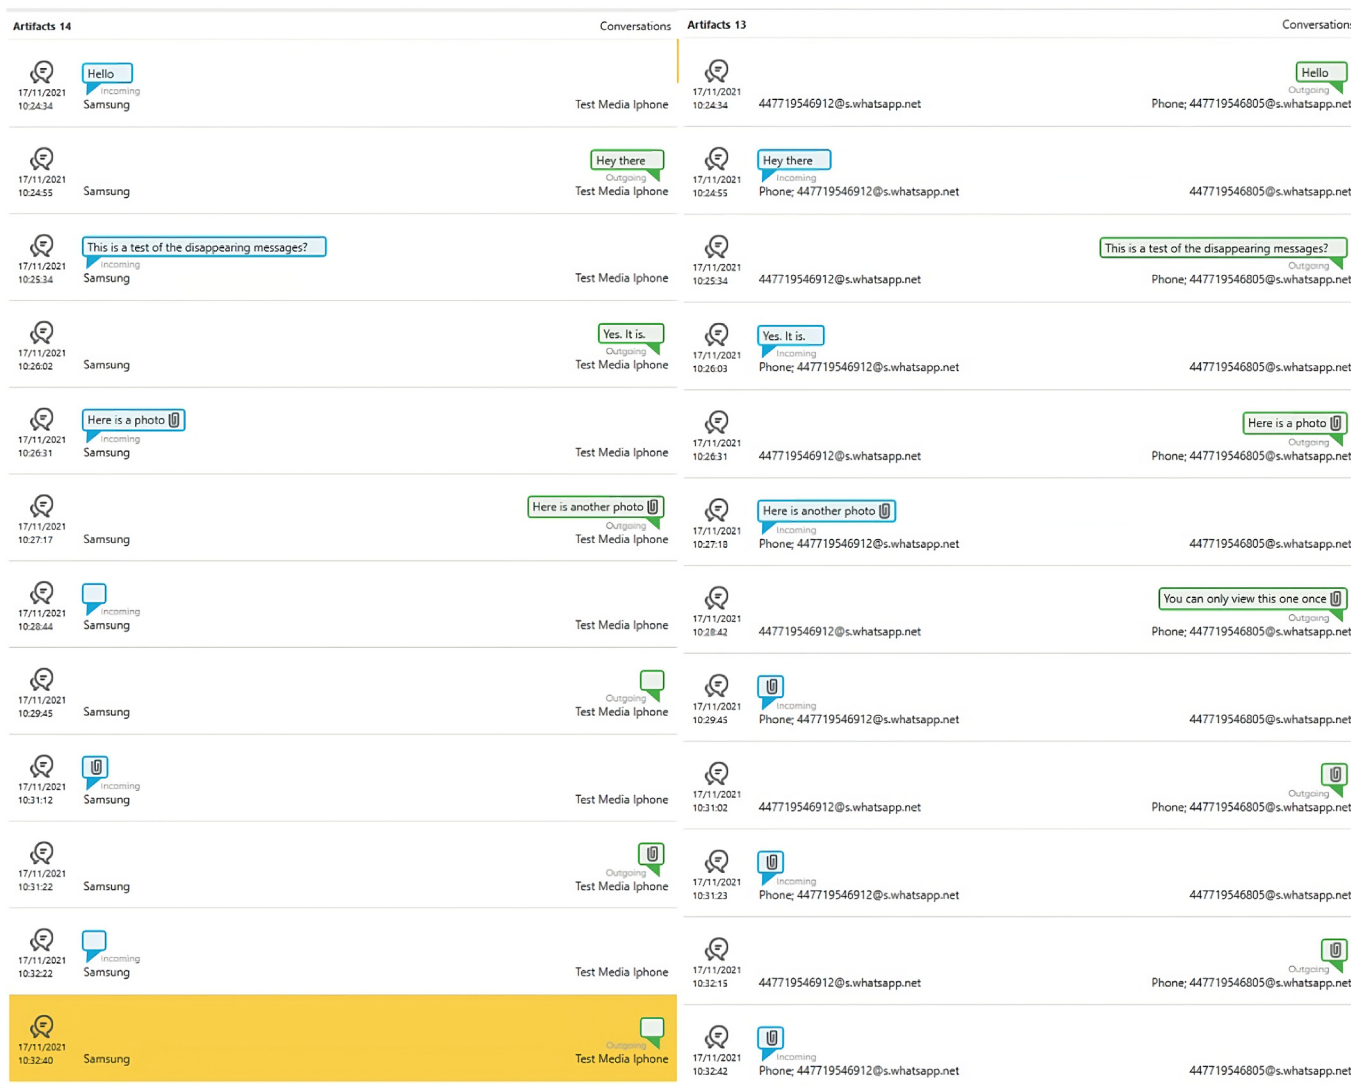 Artifacts 14 Conversations
Hello
Incoming
17/11/2021
10:24:34 Samsung Test Media Iphone
Hey there
Outgoing
17/11/2021
10:24:55 Samsung Test Media Iphone
This is a test of the disappearing messages?
Incoming
17/11/2021
10:25:34 Samsung Test Media Iphone
Yes. It is.
Outgoing
17/11/2021
10:26:02 Samsung Test Media Iphone
Here is a photo
Incoming
17/11/2021
10:26:31 Samsung Test Media Iphone
Here is another photo
Outgoing
17/11/2021
10:27:17 Samsung Test Media Iphone
Incoming
17/11/2021
10:28:44 Samsung Test Media Iphone
Outgoing
17/11/2021
10:29:45 Samsung Test Media Iphone
Incoming
17/11/2021
10:31:12 Samsung Test Media Iphone
Outgoing
17/11/2021
10:31:22 Samsung Test Media Iphone
Incoming
17/11/2021
10:32:22 Samsung Test Media Iphone
Outgoing
17/11/2021
10:32:40 Samsung Test Media Iphone
Artifacts 13 Conversations
Hello
Outgoing
17/11/2021
10:24:34 447719546912@s.whatsapp.net Phone; 447719546805@s.whatsapp.net
Hey there
Incoming
17/11/2021
10:24:55 Phone; 447719546912@s.whatsapp.net 447719546805@s.whatsapp.net
This is a test of the disappearing messages?
Outgoing
17/11/2021
10:25:34 447719546912@s.whatsapp.net Phone; 447719546805@s.whatsapp.net
Yes. It is.
Incoming
17/11/2021
10:26:03 Phone; 447719546912@s.whatsapp.net 447719546805@s.whatsapp.net
Here is a photo
Outgoing
17/11/2021
10:26:31 447719546912@s.whatsapp.net Phone; 447719546805@s.whatsapp.net
Here is another photo
Incoming
17/11/2021
10:27:18 Phone; 447719546912@s.whatsapp.net 447719546805@s.whatsapp.net
You can only view this one once
Outgoing
17/11/2021
10:28:42 447719546912@s.whatsapp.net Phone; 447719546805@s.whatsapp.net
Incoming
17/11/2021
10:29:45 Phone; 447719546912@s.whatsapp.net 447719546805@s.whatsapp.net
Outgoing
17/11/2021
10:31:02 447719546912@s.whatsapp.net Phone; 447719546805@s.whatsapp.net
Incoming
17/11/2021
10:31:23 Phone; 447719546912@s.whatsapp.net 447719546805@s.whatsapp.net
Outgoing
17/11/2021
10:32:15 447719546912@s.whatsapp.net Phone; 447719546805@s.whatsapp.net
Incoming
17/11/2021
10:32:42 Phone; 447719546912@s.whatsapp.net 447719546805@s.whatsapp.net